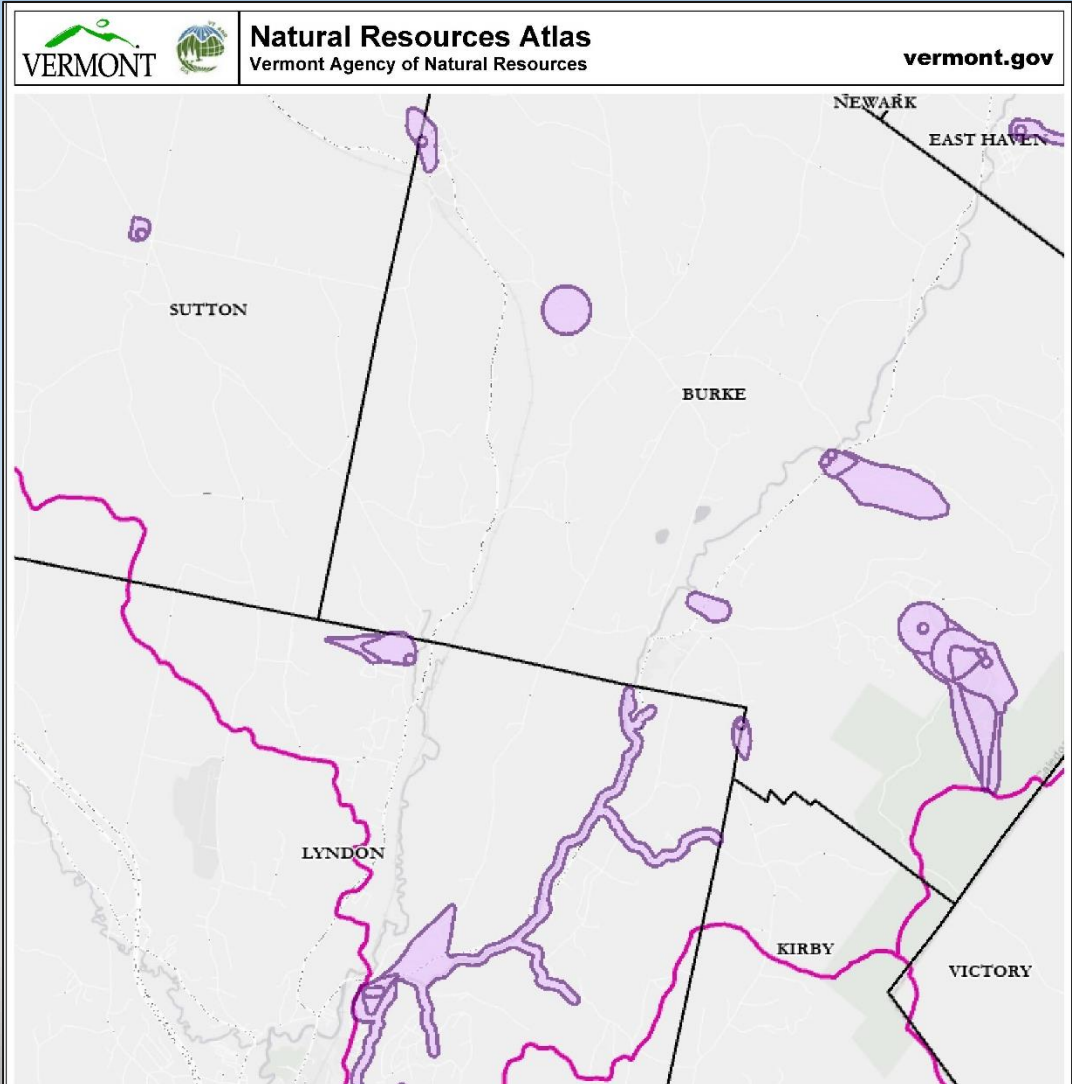 VERMONT
Natural Resources Atlas
Vermont Agency of Natural Resources
vermont.gov
NEWARK
EAST HAVEN
SUTTON
BURKE
LYNDON
KIRBY
VICTORY